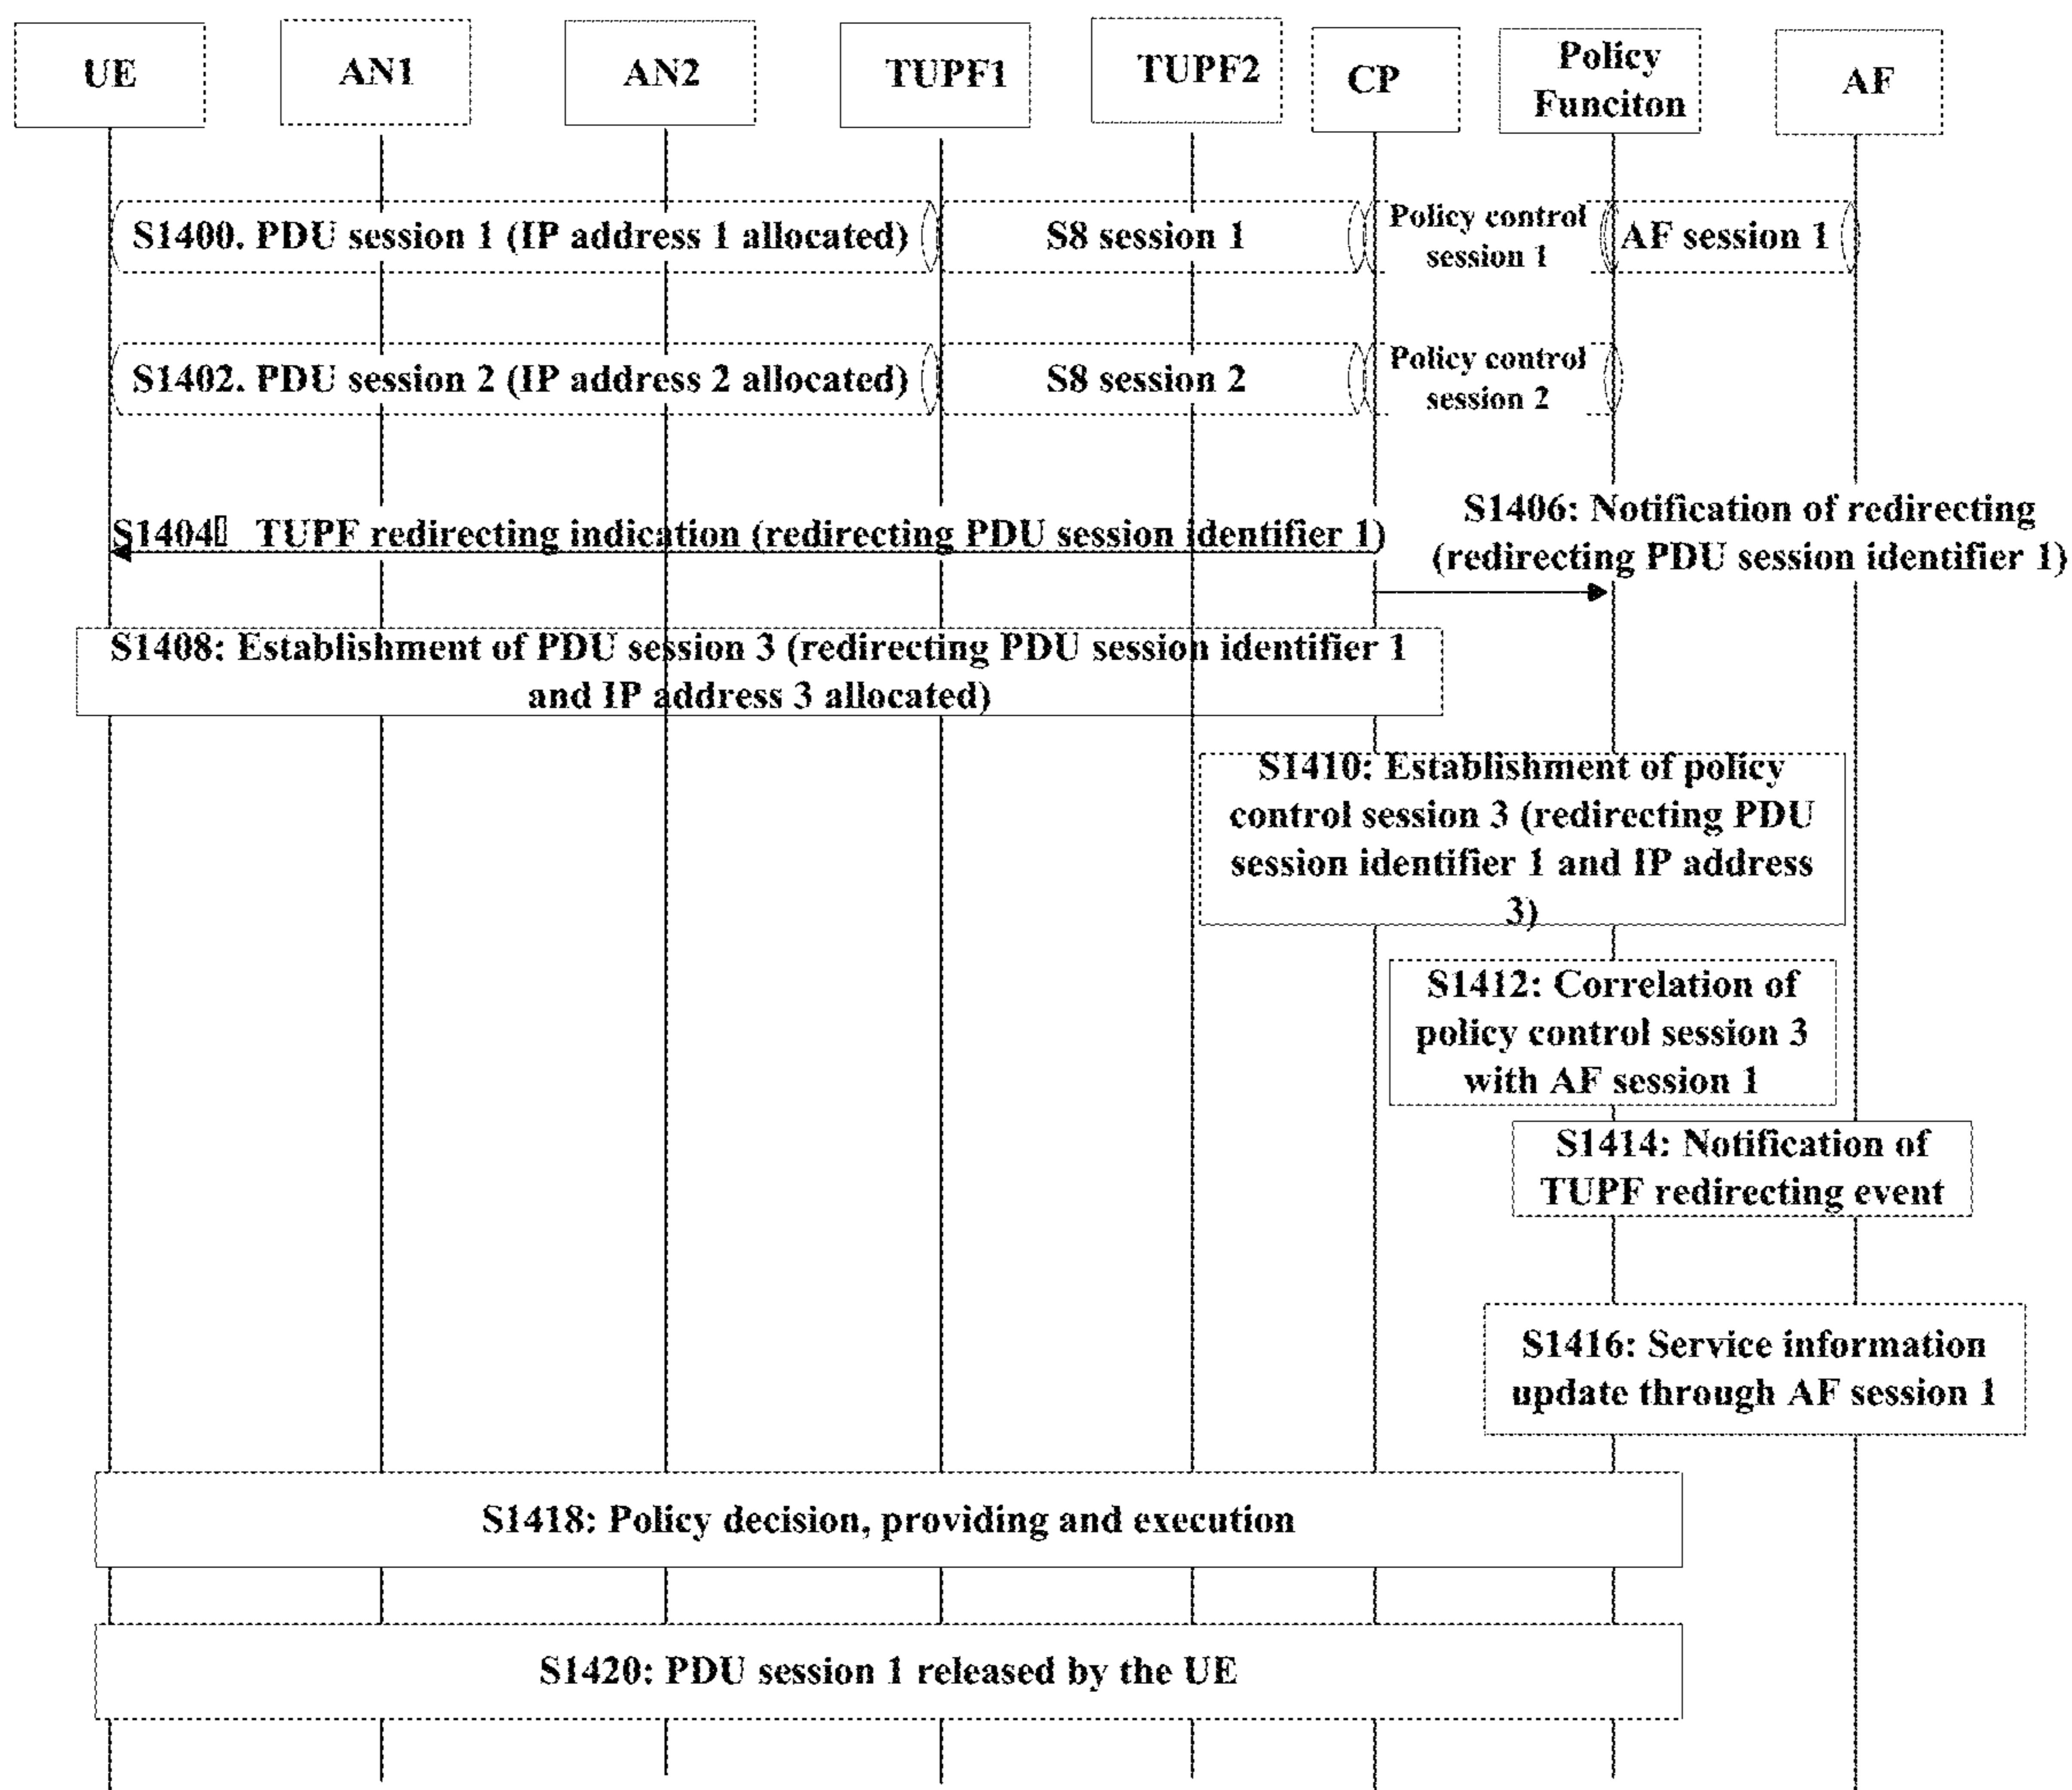 UE
AN1
AN2
TUPF1
TUPF2
CP
Policy
Funciton
AF
S1400. PDU session 1 (IP address 1 allocated)
S8 session 1
Policy control
session 1
AF session 1
S1402. PDU session 2 (IP address 2 allocated)
S8 session 2
Policy control
session 2
S1404▯ TUPF redirecting indication (redirecting PDU session identifier 1)
S1406: Notification of redirecting
(redirecting PDU session identifier 1)
S1408: Establishment of PDU session 3 (redirecting PDU session identifier 1
and IP address 3 allocated)
S1410: Establishment of policy
control session 3 (redirecting PDU
session identifier 1 and IP address
3)
S1412: Correlation of
policy control session 3
with AF session 1
S1414: Notification of
TUPF redirecting event
S1416: Service information
update through AF session 1
S1418: Policy decision, providing and execution
S1420: PDU session 1 released by the UE